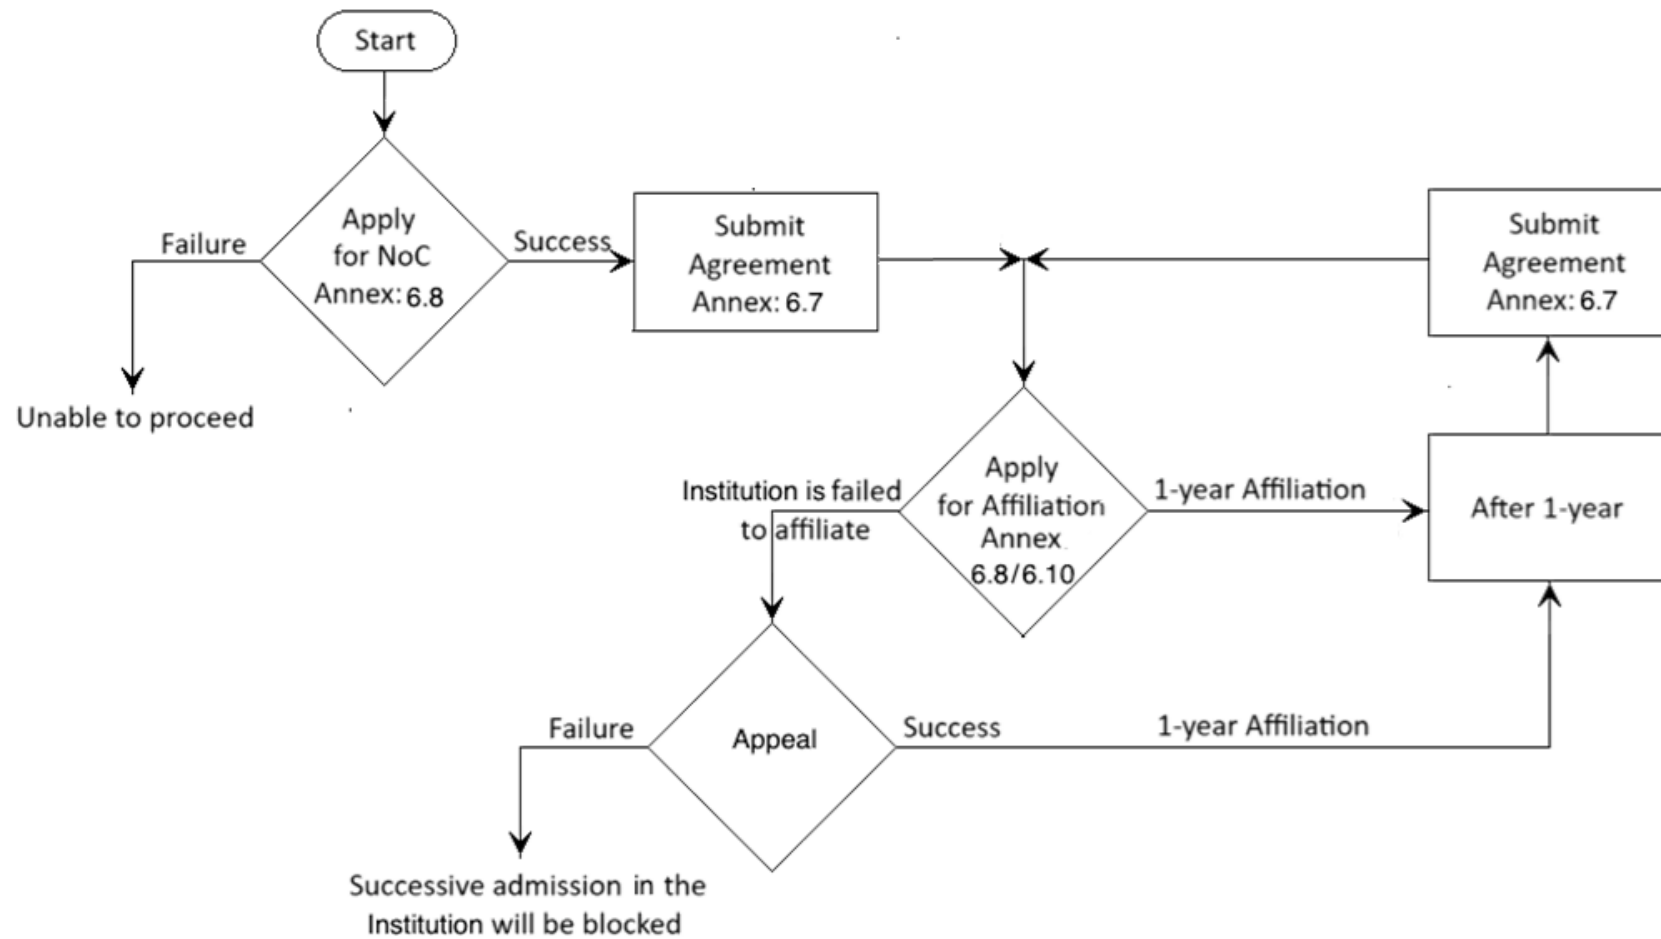 Start
Apply
for NoC
Annex: 6.8
Failure
Success
Unable to proceed
Submit
Agreement
Annex: 6.7
Submit
Agreement
Annex: 6.7
Apply
for Affiliation
Annex
6.8/6.10
Institution is failed
to affiliate
1-year Affiliation
After 1-year
Appeal
Failure
Success
1-year Affiliation
Successive admission in the
Institution will be blocked